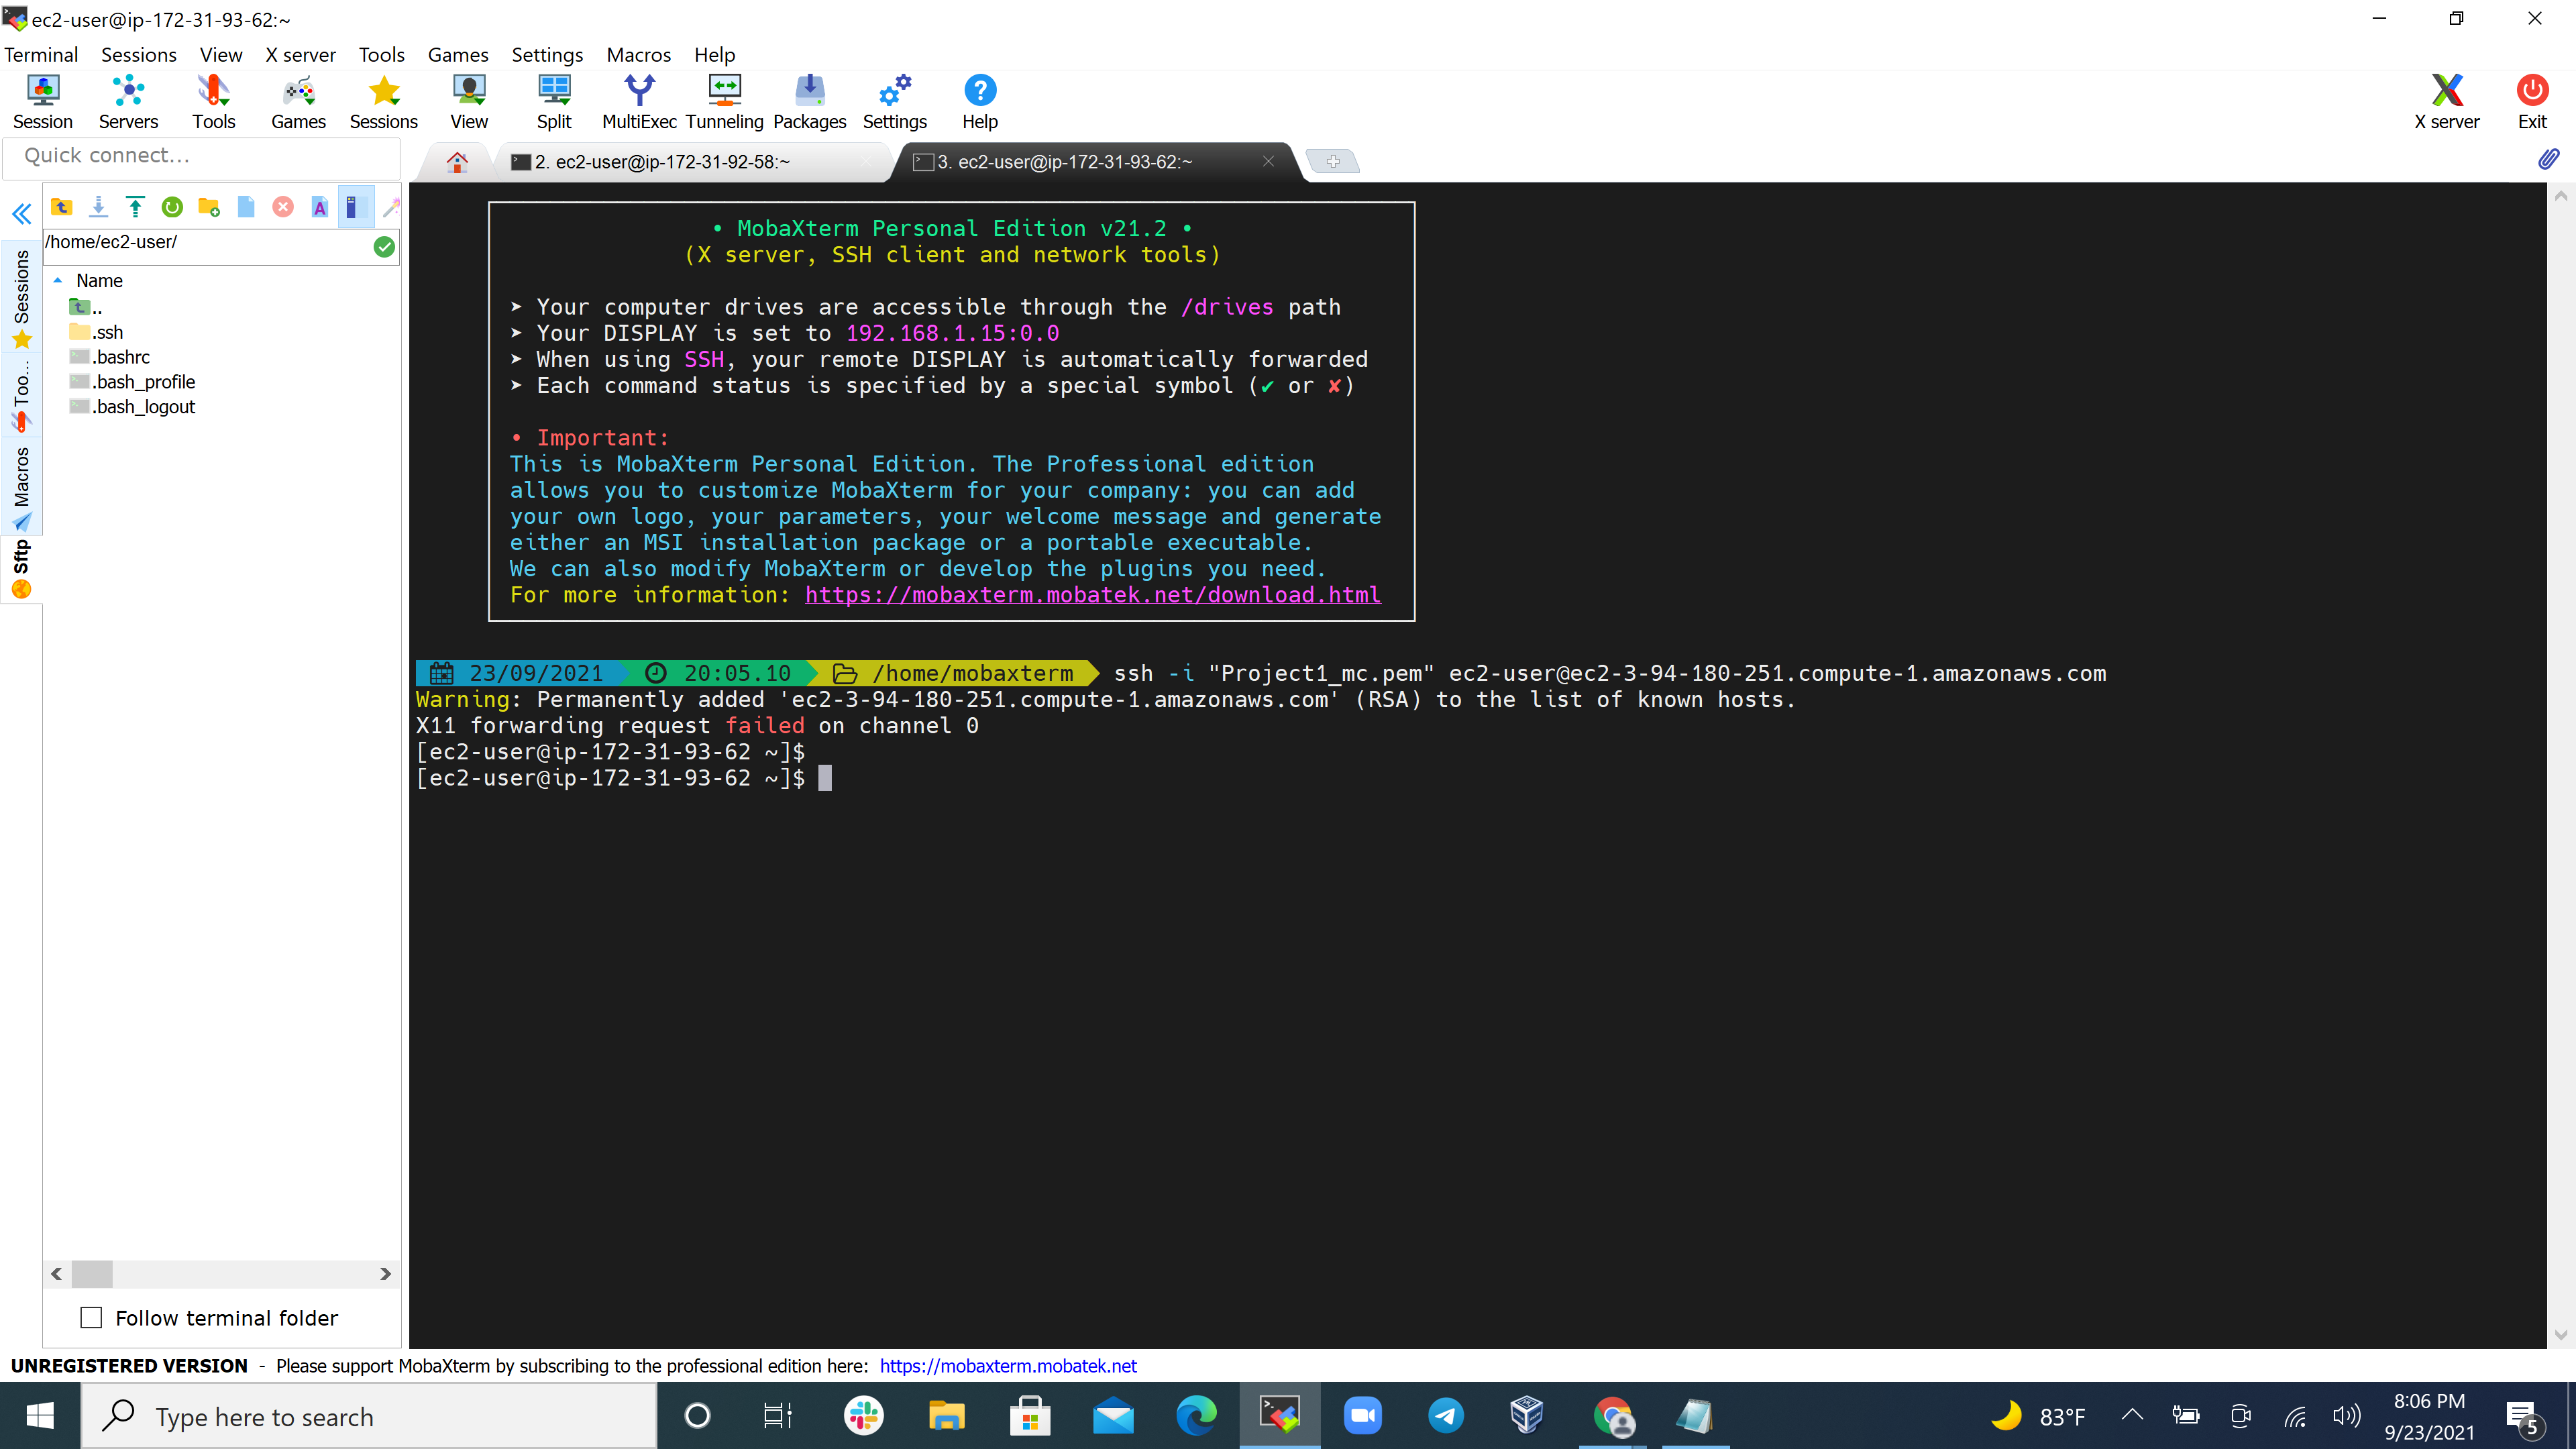 ec2-user@ip-172-31-93-62:~
Terminal Sessions View X server Tools Games Settings Macros Help
Session Servers Tools Games Sessions View Split MultiExec Tunneling Packages Settings Help X server Exit
Quick connect...
2. ec2-user@ip-172-31-92-58:~
3. ec2-user@ip-172-31-93-62:~
/home/ec2-user/
Name
..
.ssh
.bashrc
.bash_profile
.bash_logout
Sessions
Too...
Macros
Sftp
Follow terminal folder
• MobaXterm Personal Edition v21.2 •
(X server, SSH client and network tools)
➤ Your computer drives are accessible through the /drives path
➤ Your DISPLAY is set to 192.168.1.15:0.0
➤ When using SSH, your remote DISPLAY is automatically forwarded
➤ Each command status is specified by a special symbol (✔ or ✘)
• Important:
This is MobaXterm Personal Edition. The Professional edition
allows you to customize MobaXterm for your company: you can add
your own logo, your parameters, your welcome message and generate
either an MSI installation package or a portable executable.
We can also modify MobaXterm or develop the plugins you need.
For more information: https://mobaxterm.mobatek.net/download.html
23/09/2021 20:05.10 /home/mobaxterm ssh -i "Project1_mc.pem" ec2-user@ec2-3-94-180-251.compute-1.amazonaws.com
Warning: Permanently added 'ec2-3-94-180-251.compute-1.amazonaws.com' (RSA) to the list of known hosts.
X11 forwarding request failed on channel 0
[ec2-user@ip-172-31-93-62 ~]$
[ec2-user@ip-172-31-93-62 ~]$
UNREGISTERED VERSION - Please support MobaXterm by subscribing to the professional edition here: https://mobaxterm.mobatek.net
Type here to search
83°F
8:06 PM
9/23/2021
5